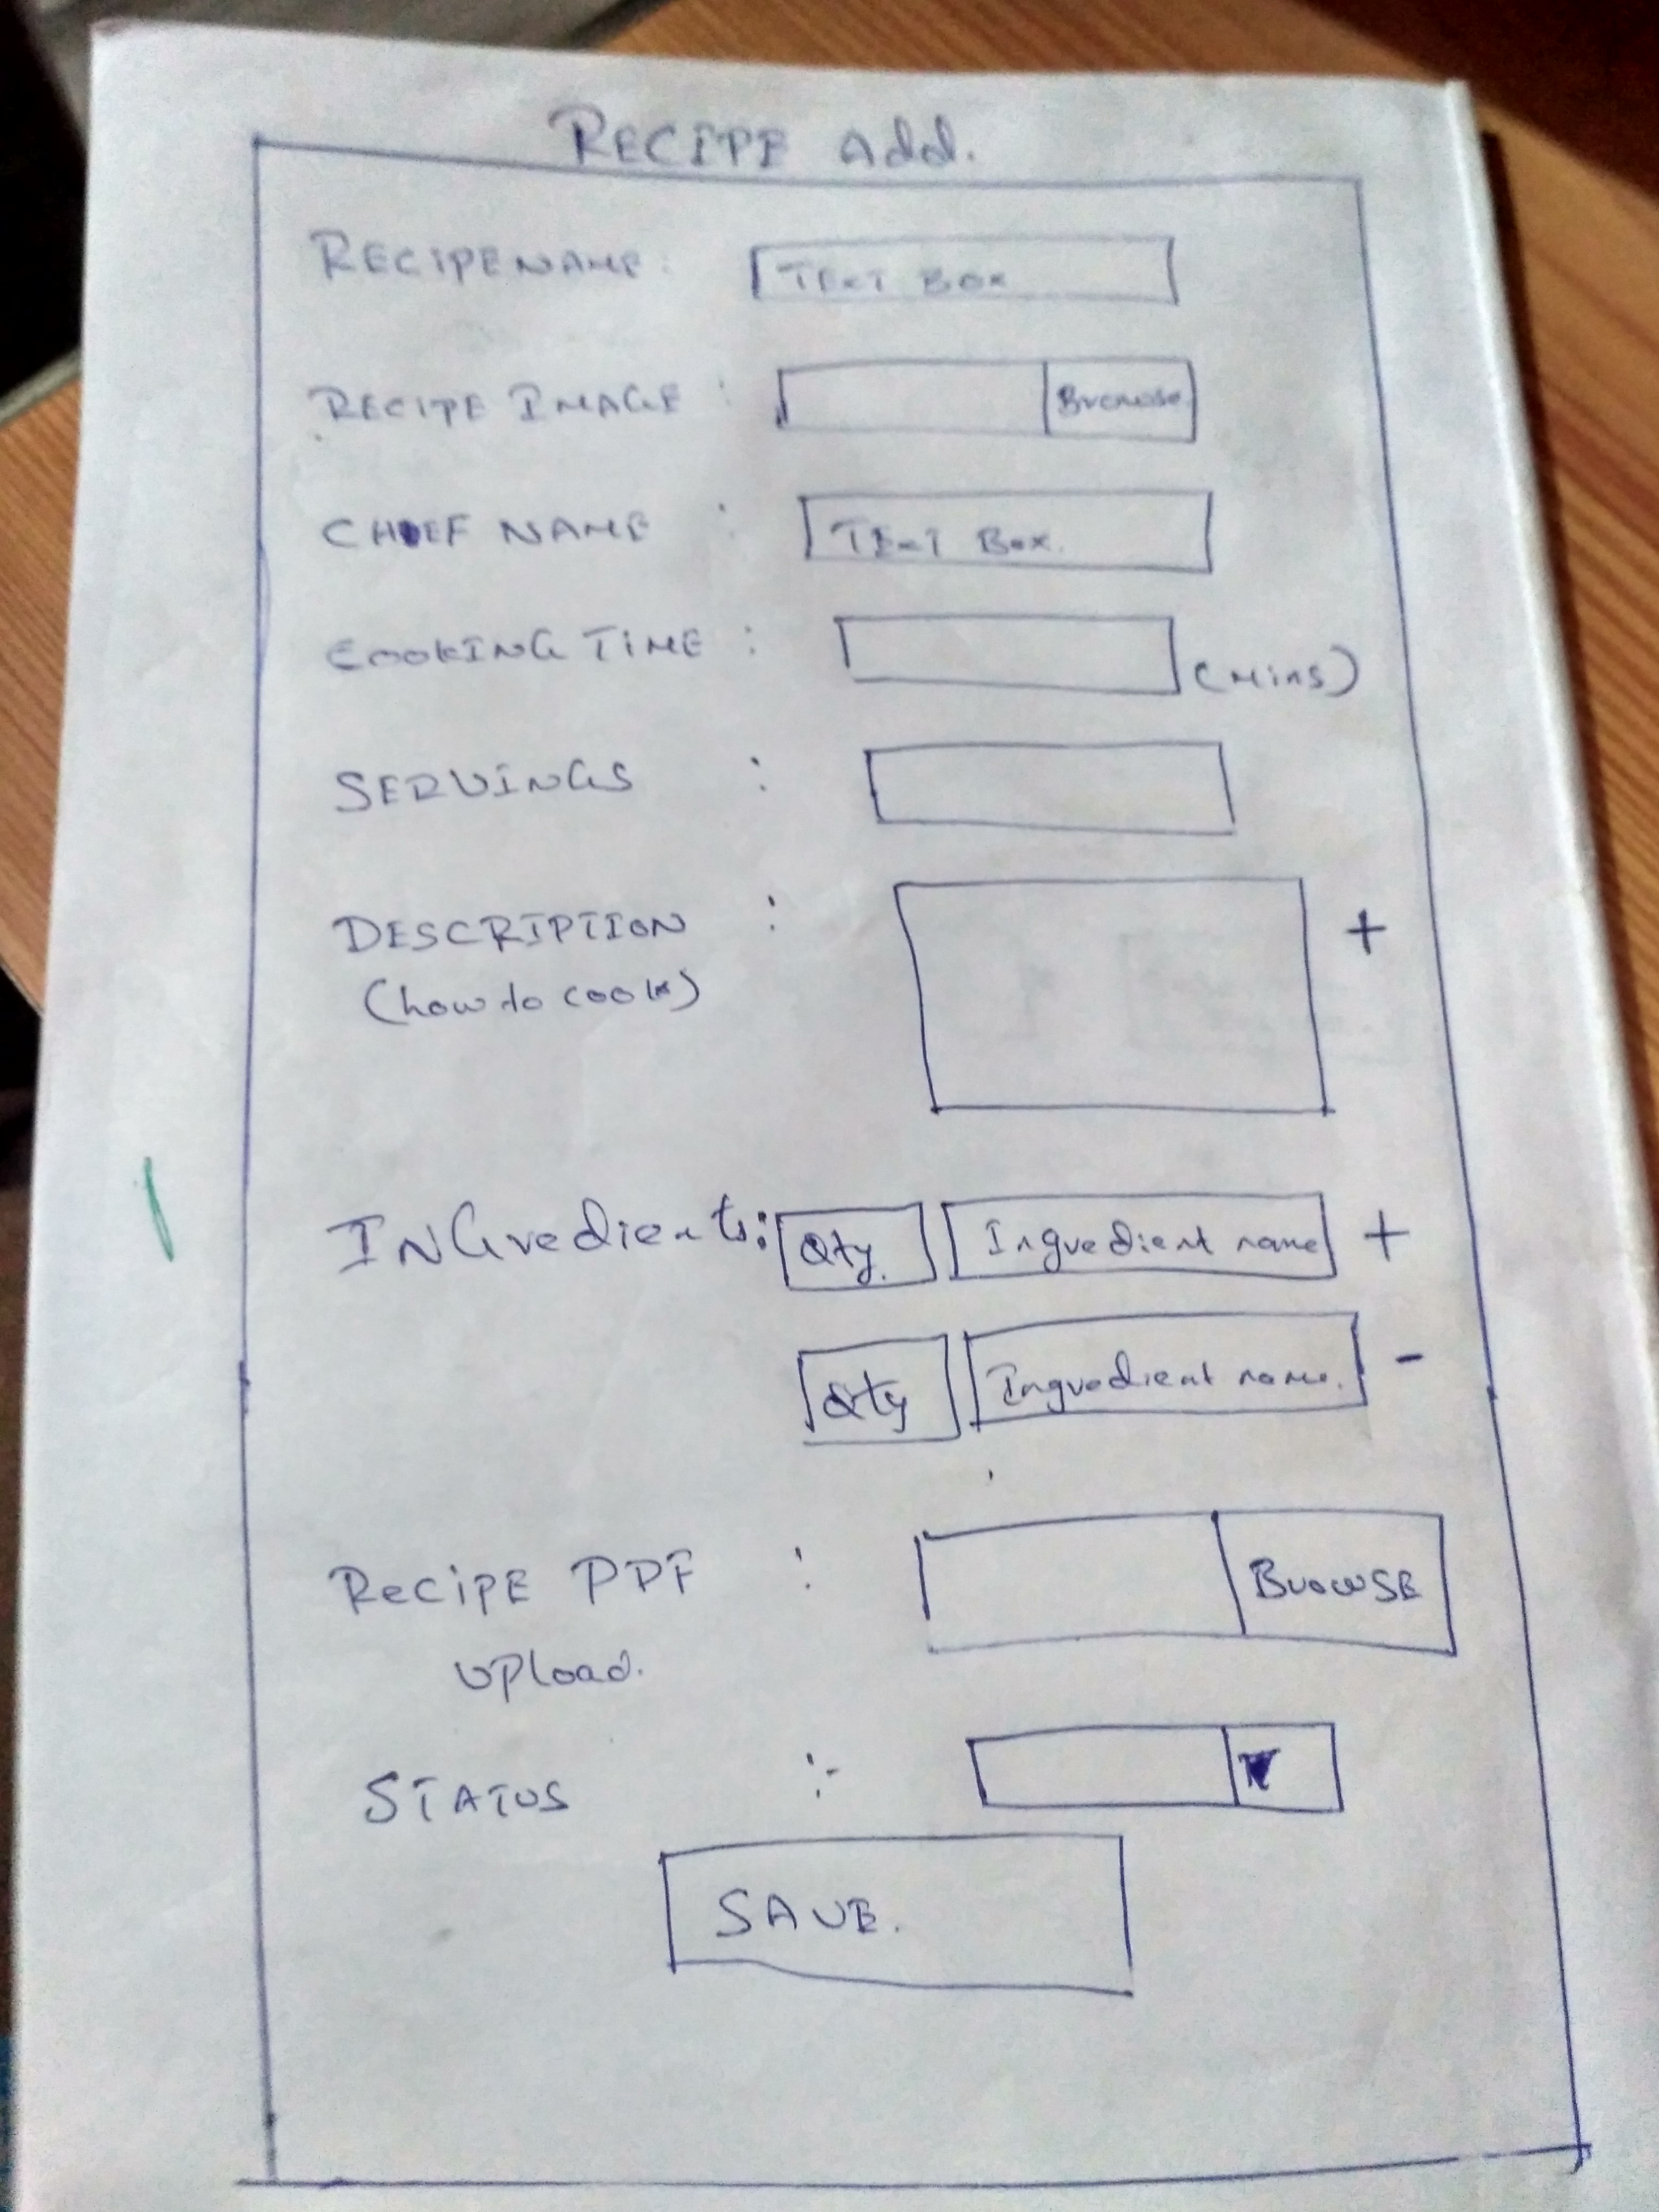 RECIPE Add.
RECIPENAME: TEXT BOX
RECIPE IMAGE : Browse
CHEF NAME : TEXT Box.
COOKING TIME : (Mins)
SERVINGS :
DESCRIPTION : +
(how to cook)
INGredients: Qty. Ingredient name +
Qty Ingredient name. -
RecipE PDF : BrowSE
Upload.
STATUS :-
SAVE.